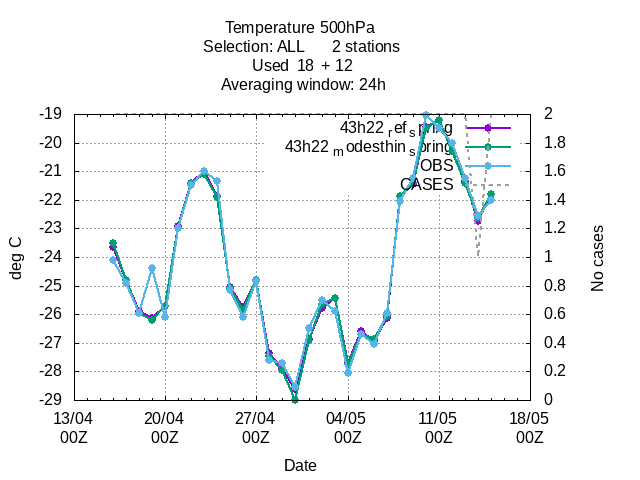 Temperature 500hPa
Selection: ALL 2 stations
Used 18 + 12
Averaging window: 24h
43h22 ref spring
43h22 modesthin spring
OBS
CASES
-19
-20
-21
-22
-23
-24
-25
-26
-27
-28
-29
deg C
2
1.8
1.6
1.4
1.2
1
0.8
0.6
0.4
0.2
0
No cases
13/04 20/04 27/04 04/05 11/05 18/05
00Z 00Z 00Z 00Z 00Z 00Z
Date